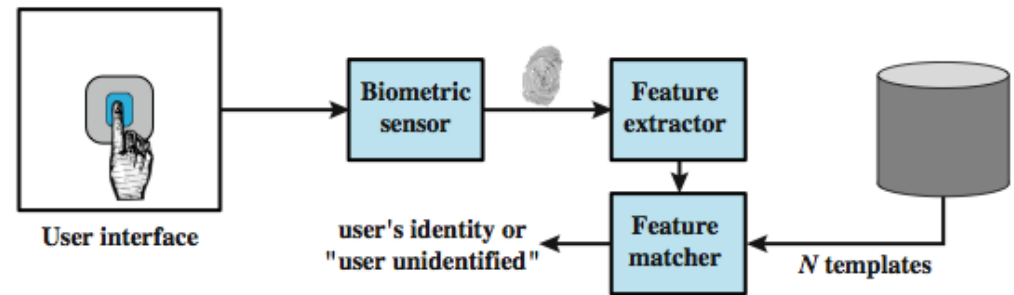 Biometric
sensor
Feature
extractor
User interface
user's identity or
"user unidentified"
Feature
matcher
N templates